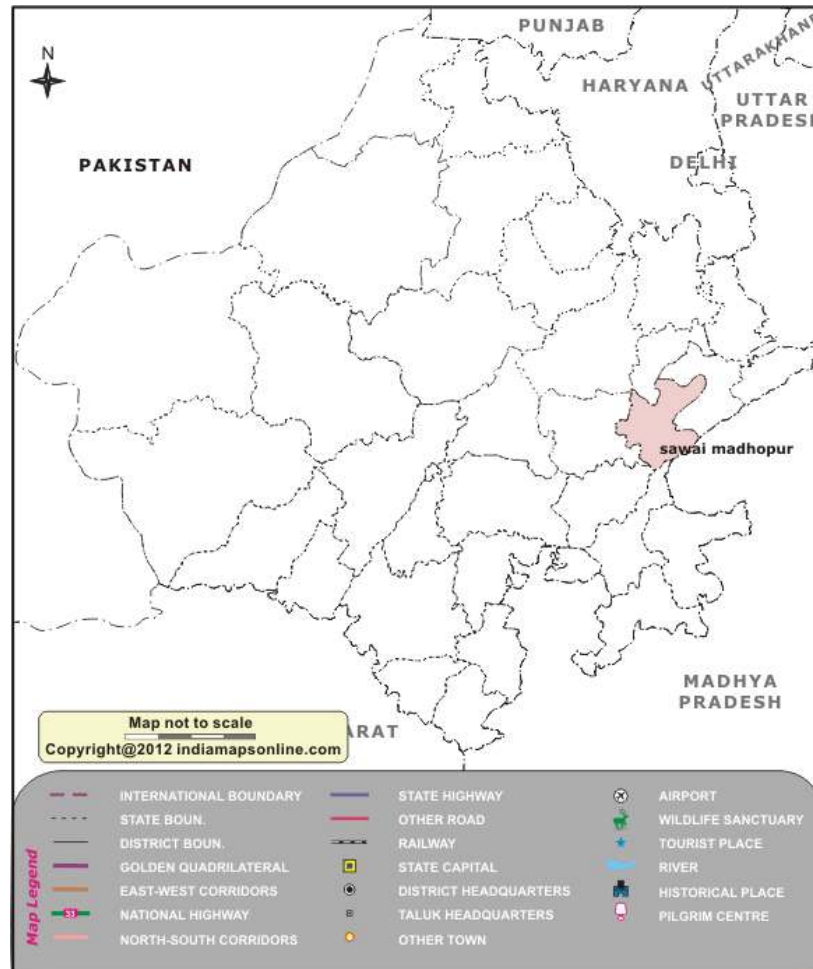 N
PUNJAB
HARYANA
UTTARAKHAND
UTTAR
PRADESH
DELHI
PAKISTAN
sawai madhopur
MADHYA
PRADESH
ARAT
Map not to scale
Copyright@2012 indiamapsonline.com
Map Legend
INTERNATIONAL BOUNDARY
STATE BOUN.
DISTRICT BOUN.
GOLDEN QUADRILATERAL
EAST-WEST CORRIDORS
33
NATIONAL HIGHWAY
NORTH-SOUTH CORRIDORS
STATE HIGHWAY
OTHER ROAD
RAILWAY
STATE CAPITAL
DISTRICT HEADQUARTERS
TALUK HEADQUARTERS
OTHER TOWN
AIRPORT
WILDLIFE SANCTUARY
TOURIST PLACE
RIVER
HISTORICAL PLACE
PILGRIM CENTRE